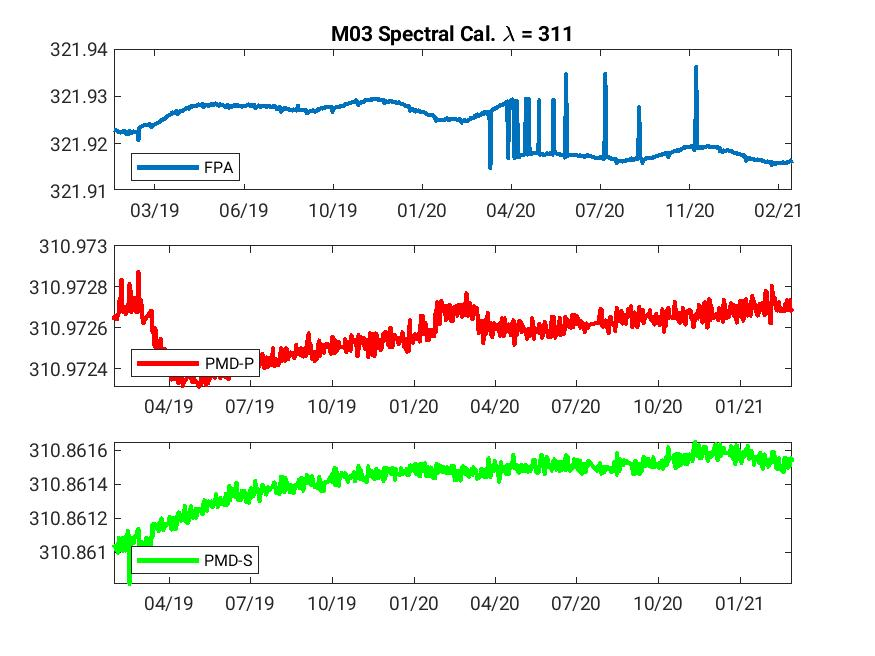 M03 Spectral Cal. λ = 311
321.94
321.93
321.92
321.91
FPA
03/19 06/19 10/19 01/20 04/20 07/20 11/20 02/21
310.973
310.9728
310.9726
310.9724
PMD-P
04/19 07/19 10/19 01/20 04/20 07/20 10/20 01/21
310.8616
310.8614
310.8612
310.861
PMD-S
04/19 07/19 10/19 01/20 04/20 07/20 10/20 01/21